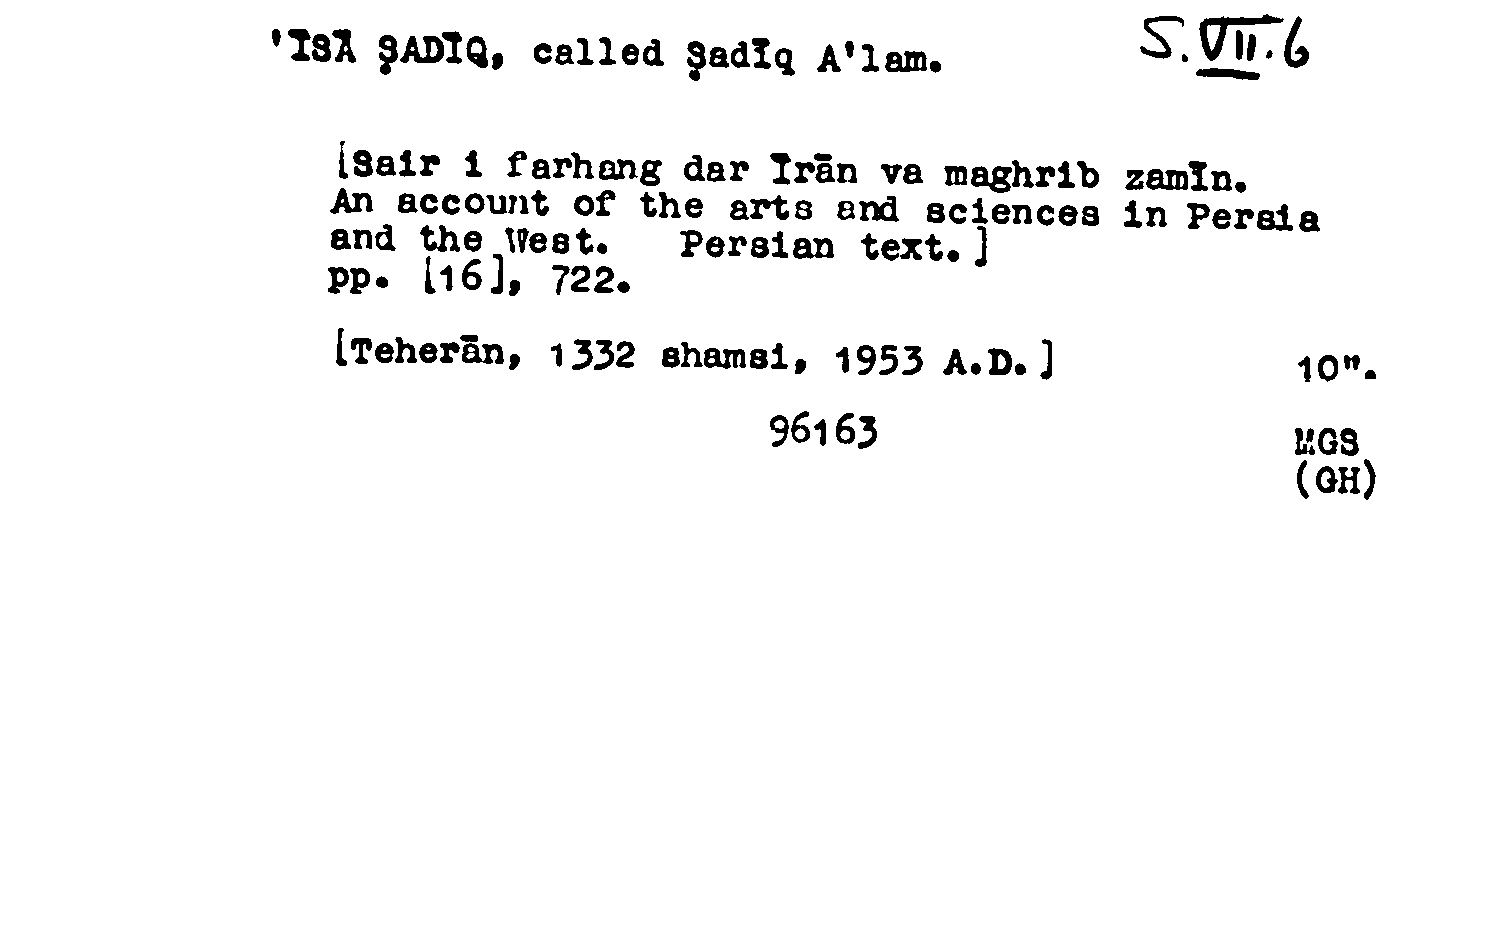 'ĪSĀ ṢADĪQ, called Ṣadīq A'lam. S.VII.6
[Sair i farhang dar Īrān va maghrib zamīn.
An account of the arts and sciences in Persia
and the West. Persian text.]
pp. [16], 722.
[Teherān, 1332 shamsi, 1953 A.D.] 10".
96163 MGS
(GH)